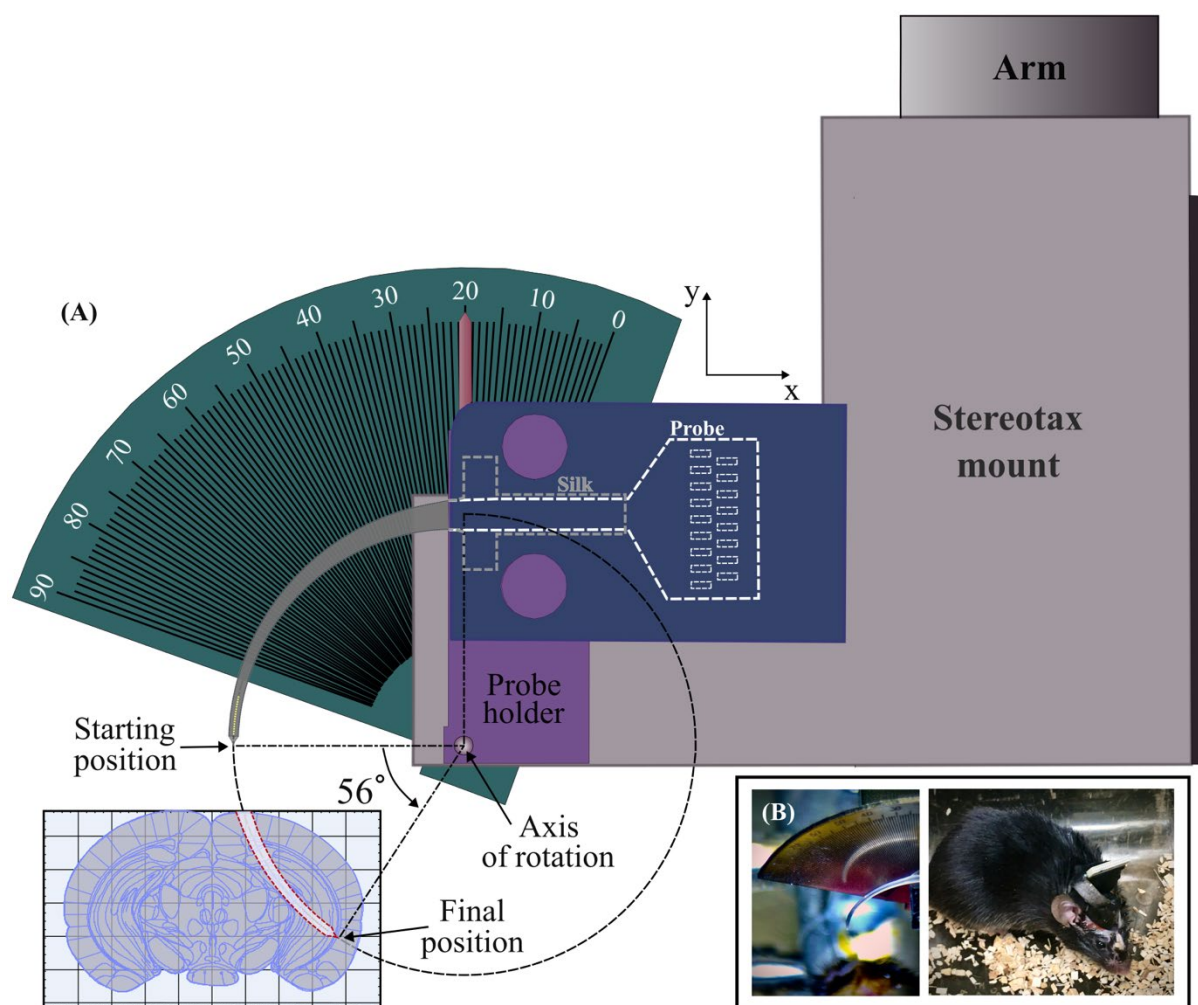 Arm
(A)
90
80
70
60
50
40
30
20
10
0
y
x
Stereotax
mount
Probe
Silk
Probe
holder
Starting
position
56°
Axis
of rotation
Final
position
(B)